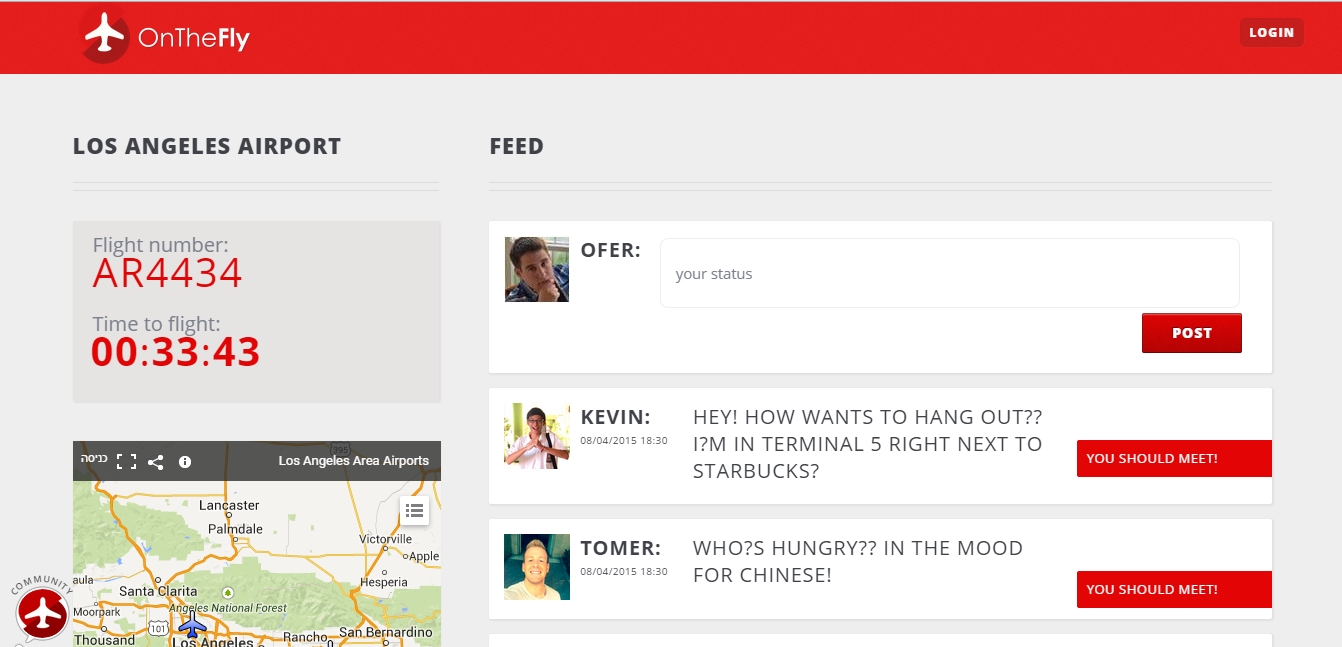 OnTheFly
LOGIN
LOS ANGELES AIRPORT
Flight number:
AR4434
Time to flight:
00:33:43
כניסה
Los Angeles Area Airports
295
Lancaster
Palmdale
Victorville
Apple
Hesperia
aula
Santa Clarita
Angeles National Forest
Moorpark
101
San Bernardino
Thousand
Los Angeles
Rancho
COMMUNITY
FEED
OFER:
your status
POST
KEVIN:
08/04/2015 18:30
HEY! HOW WANTS TO HANG OUT??
I?M IN TERMINAL 5 RIGHT NEXT TO
STARBUCKS?
YOU SHOULD MEET!
TOMER:
08/04/2015 18:30
WHO?S HUNGRY?? IN THE MOOD
FOR CHINESE!
YOU SHOULD MEET!